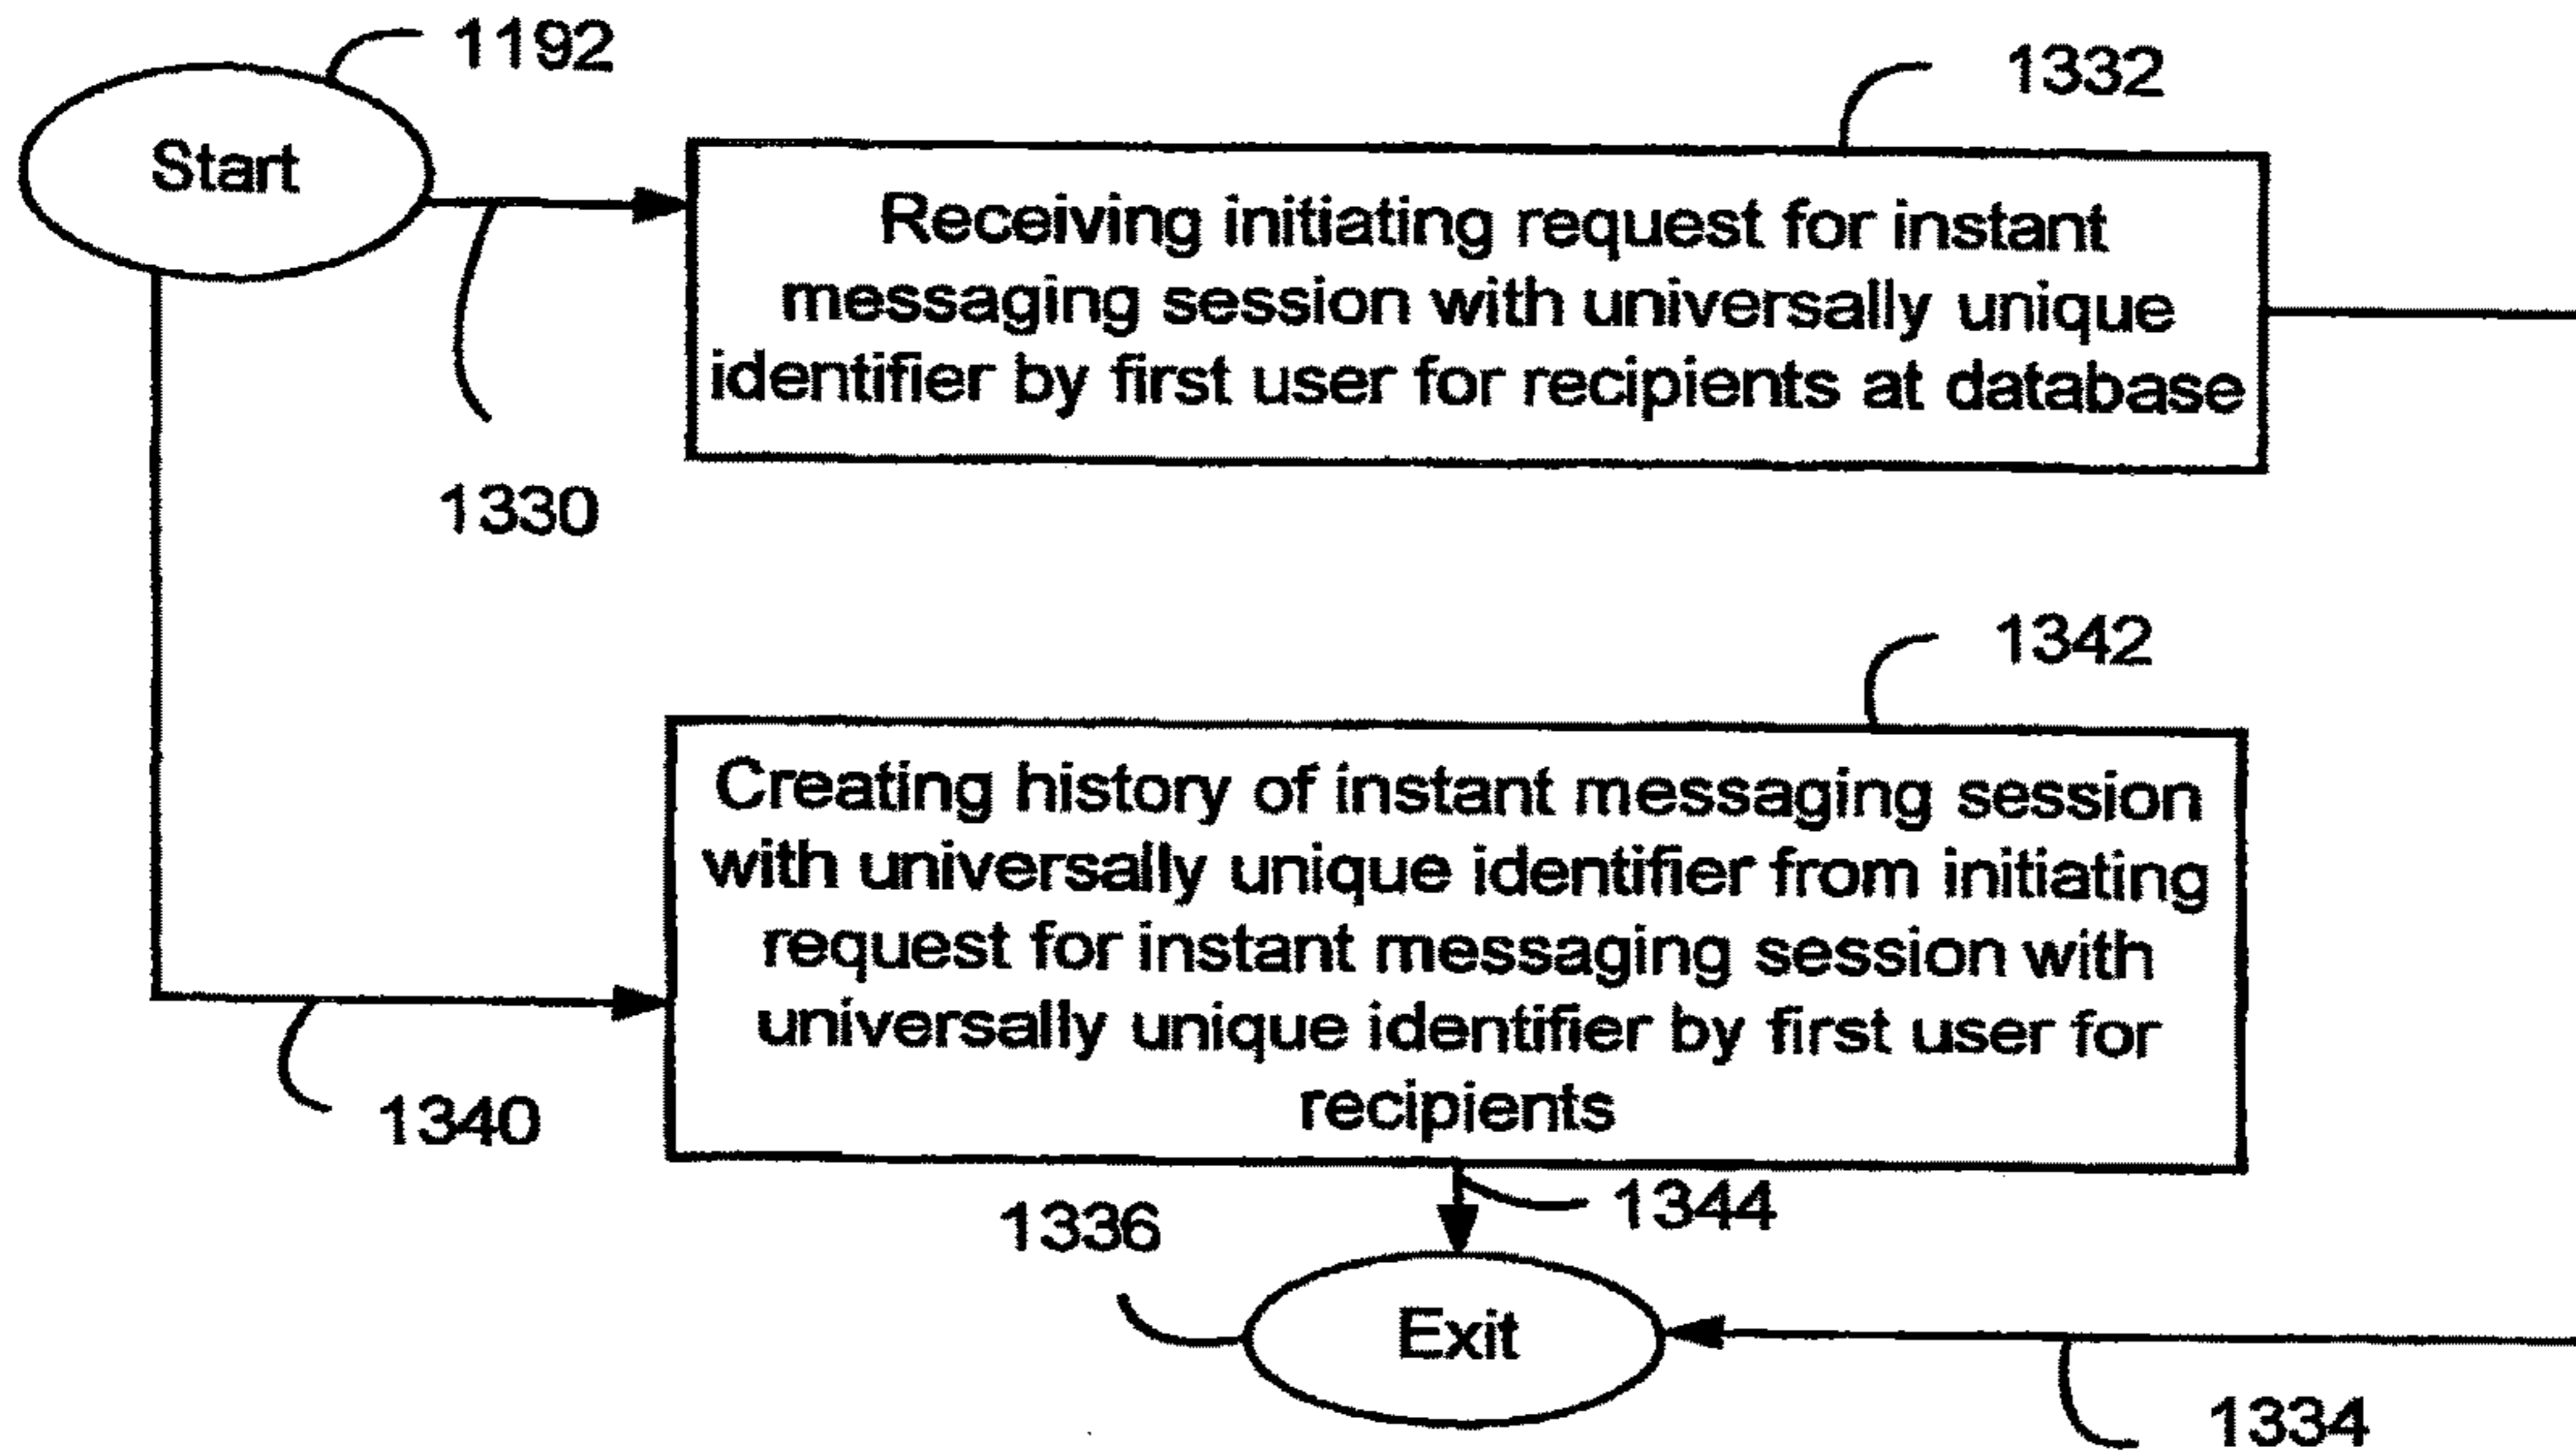 1192
Start
1332
Receiving initiating request for instant
messaging session with universally unique
identifier by first user for recipients at database
1330
1342
Creating history of instant messaging session
with universally unique identifier from initiating
request for instant messaging session with
universally unique identifier by first user for
recipients
1340
1344
1336
Exit
1334